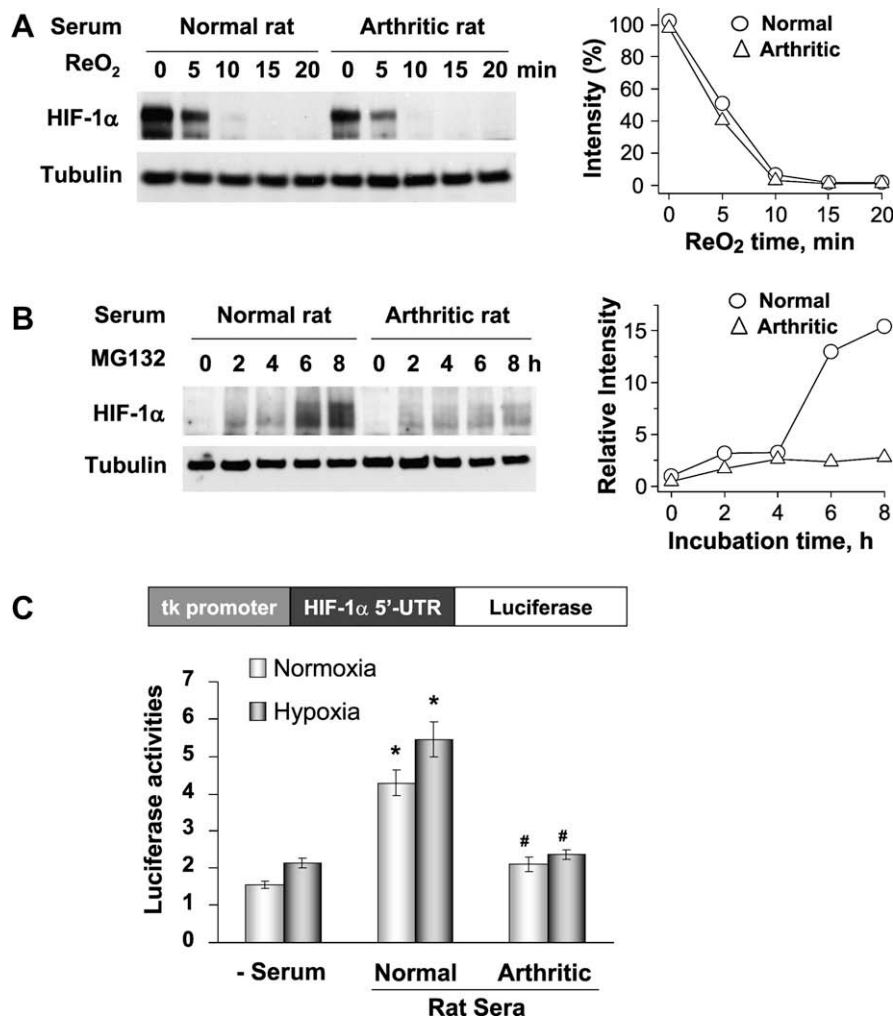 A
Serum Normal rat Arthritic rat
ReO2 0 5 10 15 20 0 5 10 15 20 min
HIF-1α
Tubulin
Intensity (%)
100
80
60
40
20
0
Normal
Arthritic
0 5 10 15 20
ReO2 time, min
B
Serum Normal rat Arthritic rat
MG132 0 2 4 6 8 0 2 4 6 8 h
HIF-1α
Tubulin
Relative Intensity
15
10
5
0
Normal
Arthritic
0 2 4 6 8
Incubation time, h
C
tk promoter HIF-1α 5’-UTR Luciferase
Luciferase activities
7
6
5
4
3
2
1
0
Normoxia
Hypoxia
* *
# #
- Serum Normal Arthritic
Rat Sera